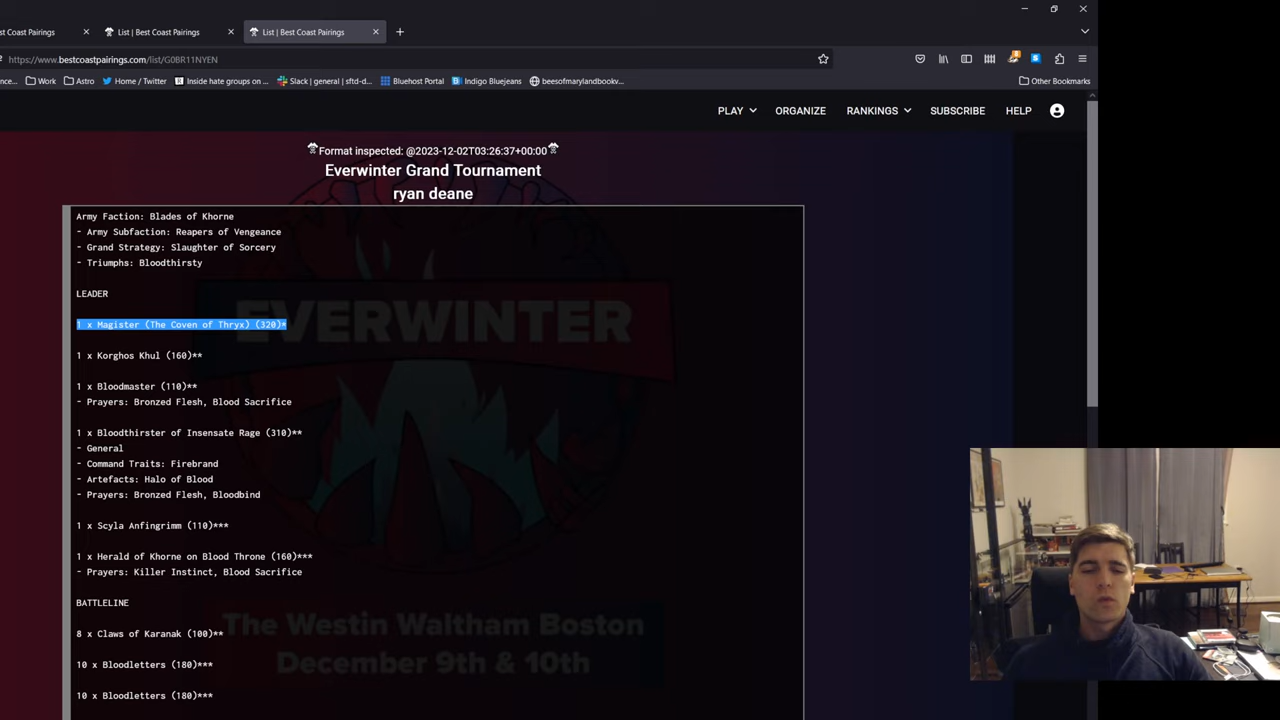 st Coast Pairings
List | Best Coast Pairings
List | Best Coast Pairings
https://www.bestcoastpairings.com/list/G0BR11NYEN
nce...
Work
Astro
Home / Twitter
Inside hate groups on ...
Slack | general | sftd-d...
Bluehost Portal
Indigo Bluejeans
beesofmarylandbookv...
Other Bookmarks
PLAY
ORGANIZE
RANKINGS
SUBSCRIBE
HELP
Format inspected: @2023-12-02T03:26:37+00:00
Everwinter Grand Tournament
ryan deane
Army Faction: Blades of Khorne
- Army Subfaction: Reapers of Vengeance
- Grand Strategy: Slaughter of Sorcery
- Triumphs: Bloodthirsty
LEADER
1 x Magister (The Coven of Thryx) (320)*
1 x Korghos Khul (160)**
1 x Bloodmaster (110)**
- Prayers: Bronzed Flesh, Blood Sacrifice
1 x Bloodthirster of Insensate Rage (310)**
- General
- Command Traits: Firebrand
- Artefacts: Halo of Blood
- Prayers: Bronzed Flesh, Bloodbind
1 x Scyla Anfingrimm (110)***
1 x Herald of Khorne on Blood Throne (160)***
- Prayers: Killer Instinct, Blood Sacrifice
BATTLELINE
8 x Claws of Karanak (100)**
10 x Bloodletters (180)***
10 x Bloodletters (180)***
EVERWINTER
The Westin Waltham Boston
December 9th & 10th